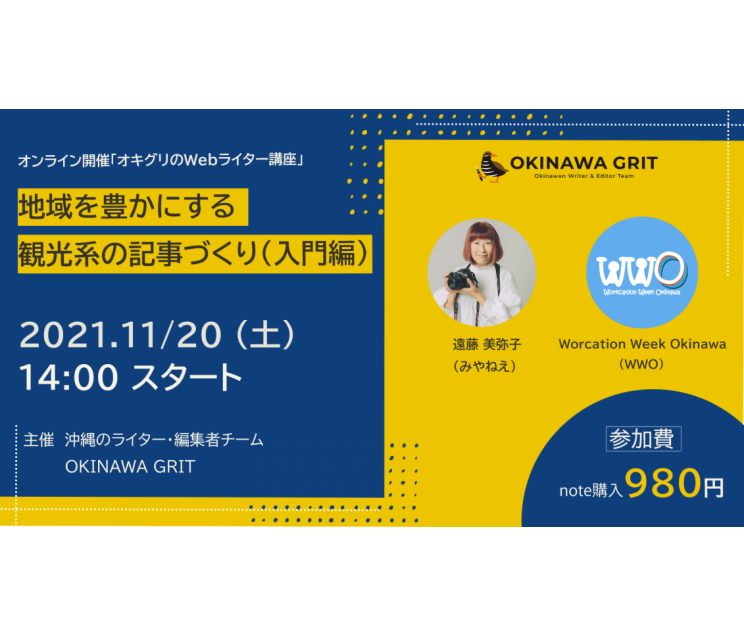 オンライン開催「オキグリのWebライター講座」
地域を豊かにする
観光系の記事づくり(入門編)
2021.11/20 (土)
14:00 スタート
主催 沖縄のライター・編集者チーム
OKINAWA GRIT
OKINAWA GRIT
Okinawan Writer & Editor Team
遠藤 美弥子
(みやねえ)
WWO
Worcation Week Okinawa
Worcation Week Okinawa
(WWO)
参加費
note購入980円